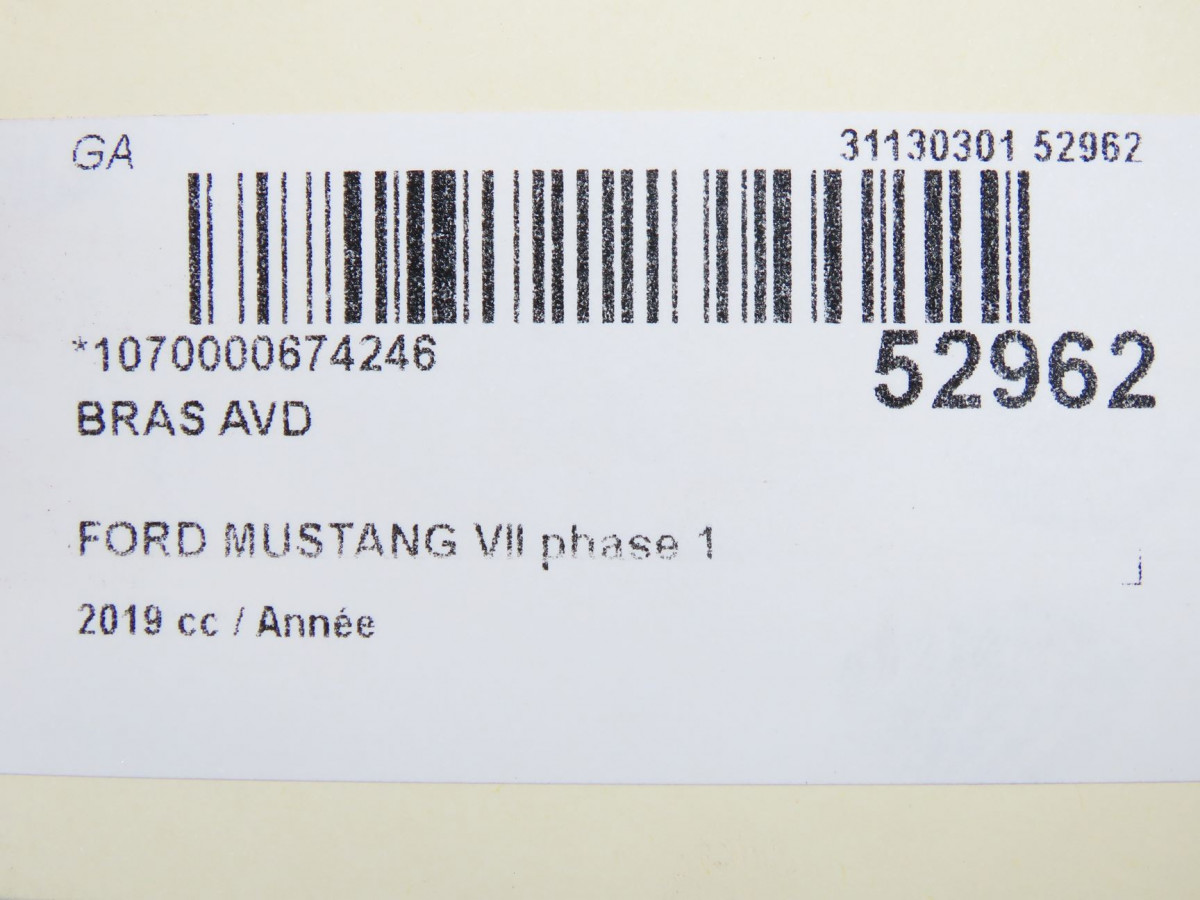 GA
31130301 52962
*1070000674246
52962
BRAS AVD
FORD MUSTANG VII phase 1
2019 cc / Année